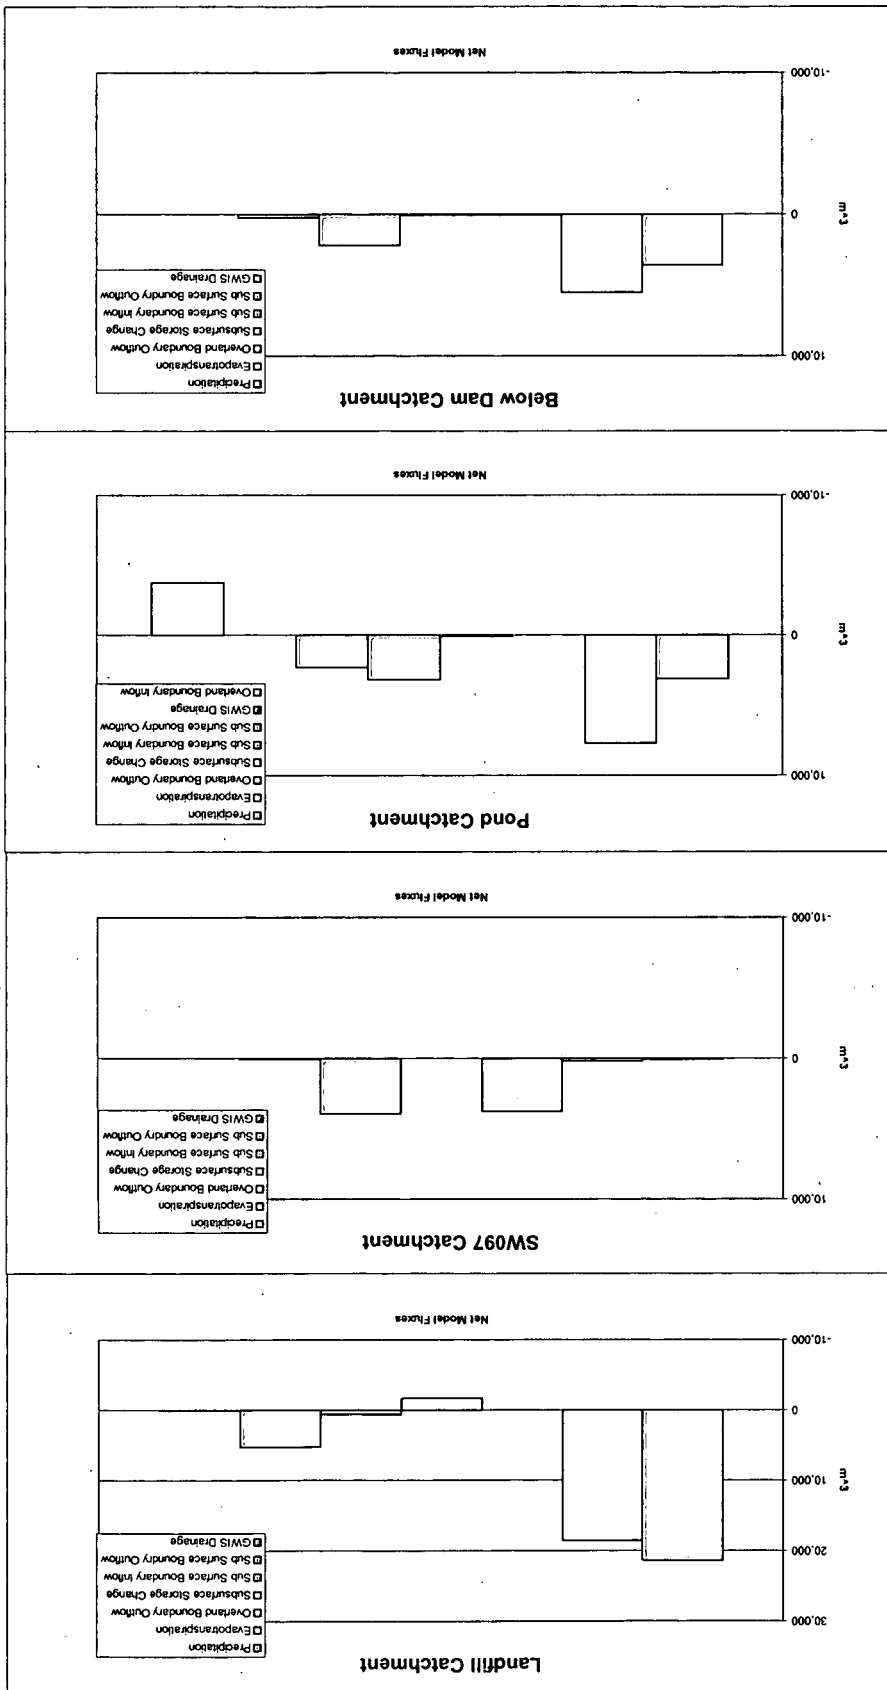 Landfill Catchment
30,000
20,000
10,000
0
-10,000
m^3
Precipitation
Evapotranspiration
Overland Boundary Outflow
Subsurface Storage Change
Sub Surface Boundary Inflow
Sub Surface Boundry Outflow
GWIS Drainage
Net Model Fluxes
SW097 Catchment
10,000
0
-10,000
m^3
Precipitation
Evapotranspiration
Overland Boundary Outflow
Subsurface Storage Change
Sub Surface Boundary Inflow
Sub Surface Boundry Outflow
GWIS Drainage
Net Model Fluxes
Pond Catchment
10,000
0
-10,000
m^3
Precipitation
Evapotranspiration
Overland Boundary Outflow
Subsurface Storage Change
Sub Surface Boundary Inflow
Sub Surface Boundry Outflow
GWIS Drainage
Overland Boundary Inflow
Net Model Fluxes
Below Dam Catchment
10,000
0
-10,000
m^3
Precipitation
Evapotranspiration
Overland Boundary Outflow
Subsurface Storage Change
Sub Surface Boundary Inflow
Sub Surface Boundry Outflow
GWIS Drainage
Net Model Fluxes